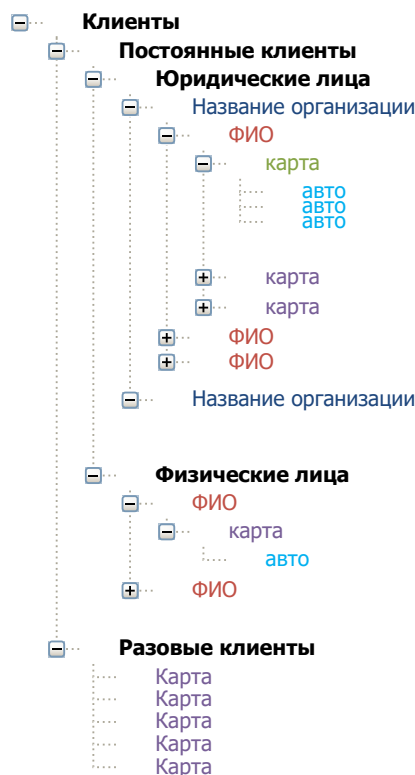 Клиенты
Постоянные клиенты
Юридические лица
Название организации
ФИО
карта
авто
авто
авто
карта
карта
ФИО
ФИО
Название организации
Физические лица
ФИО
карта
авто
ФИО
Разовые клиенты
Карта
Карта
Карта
Карта
Карта